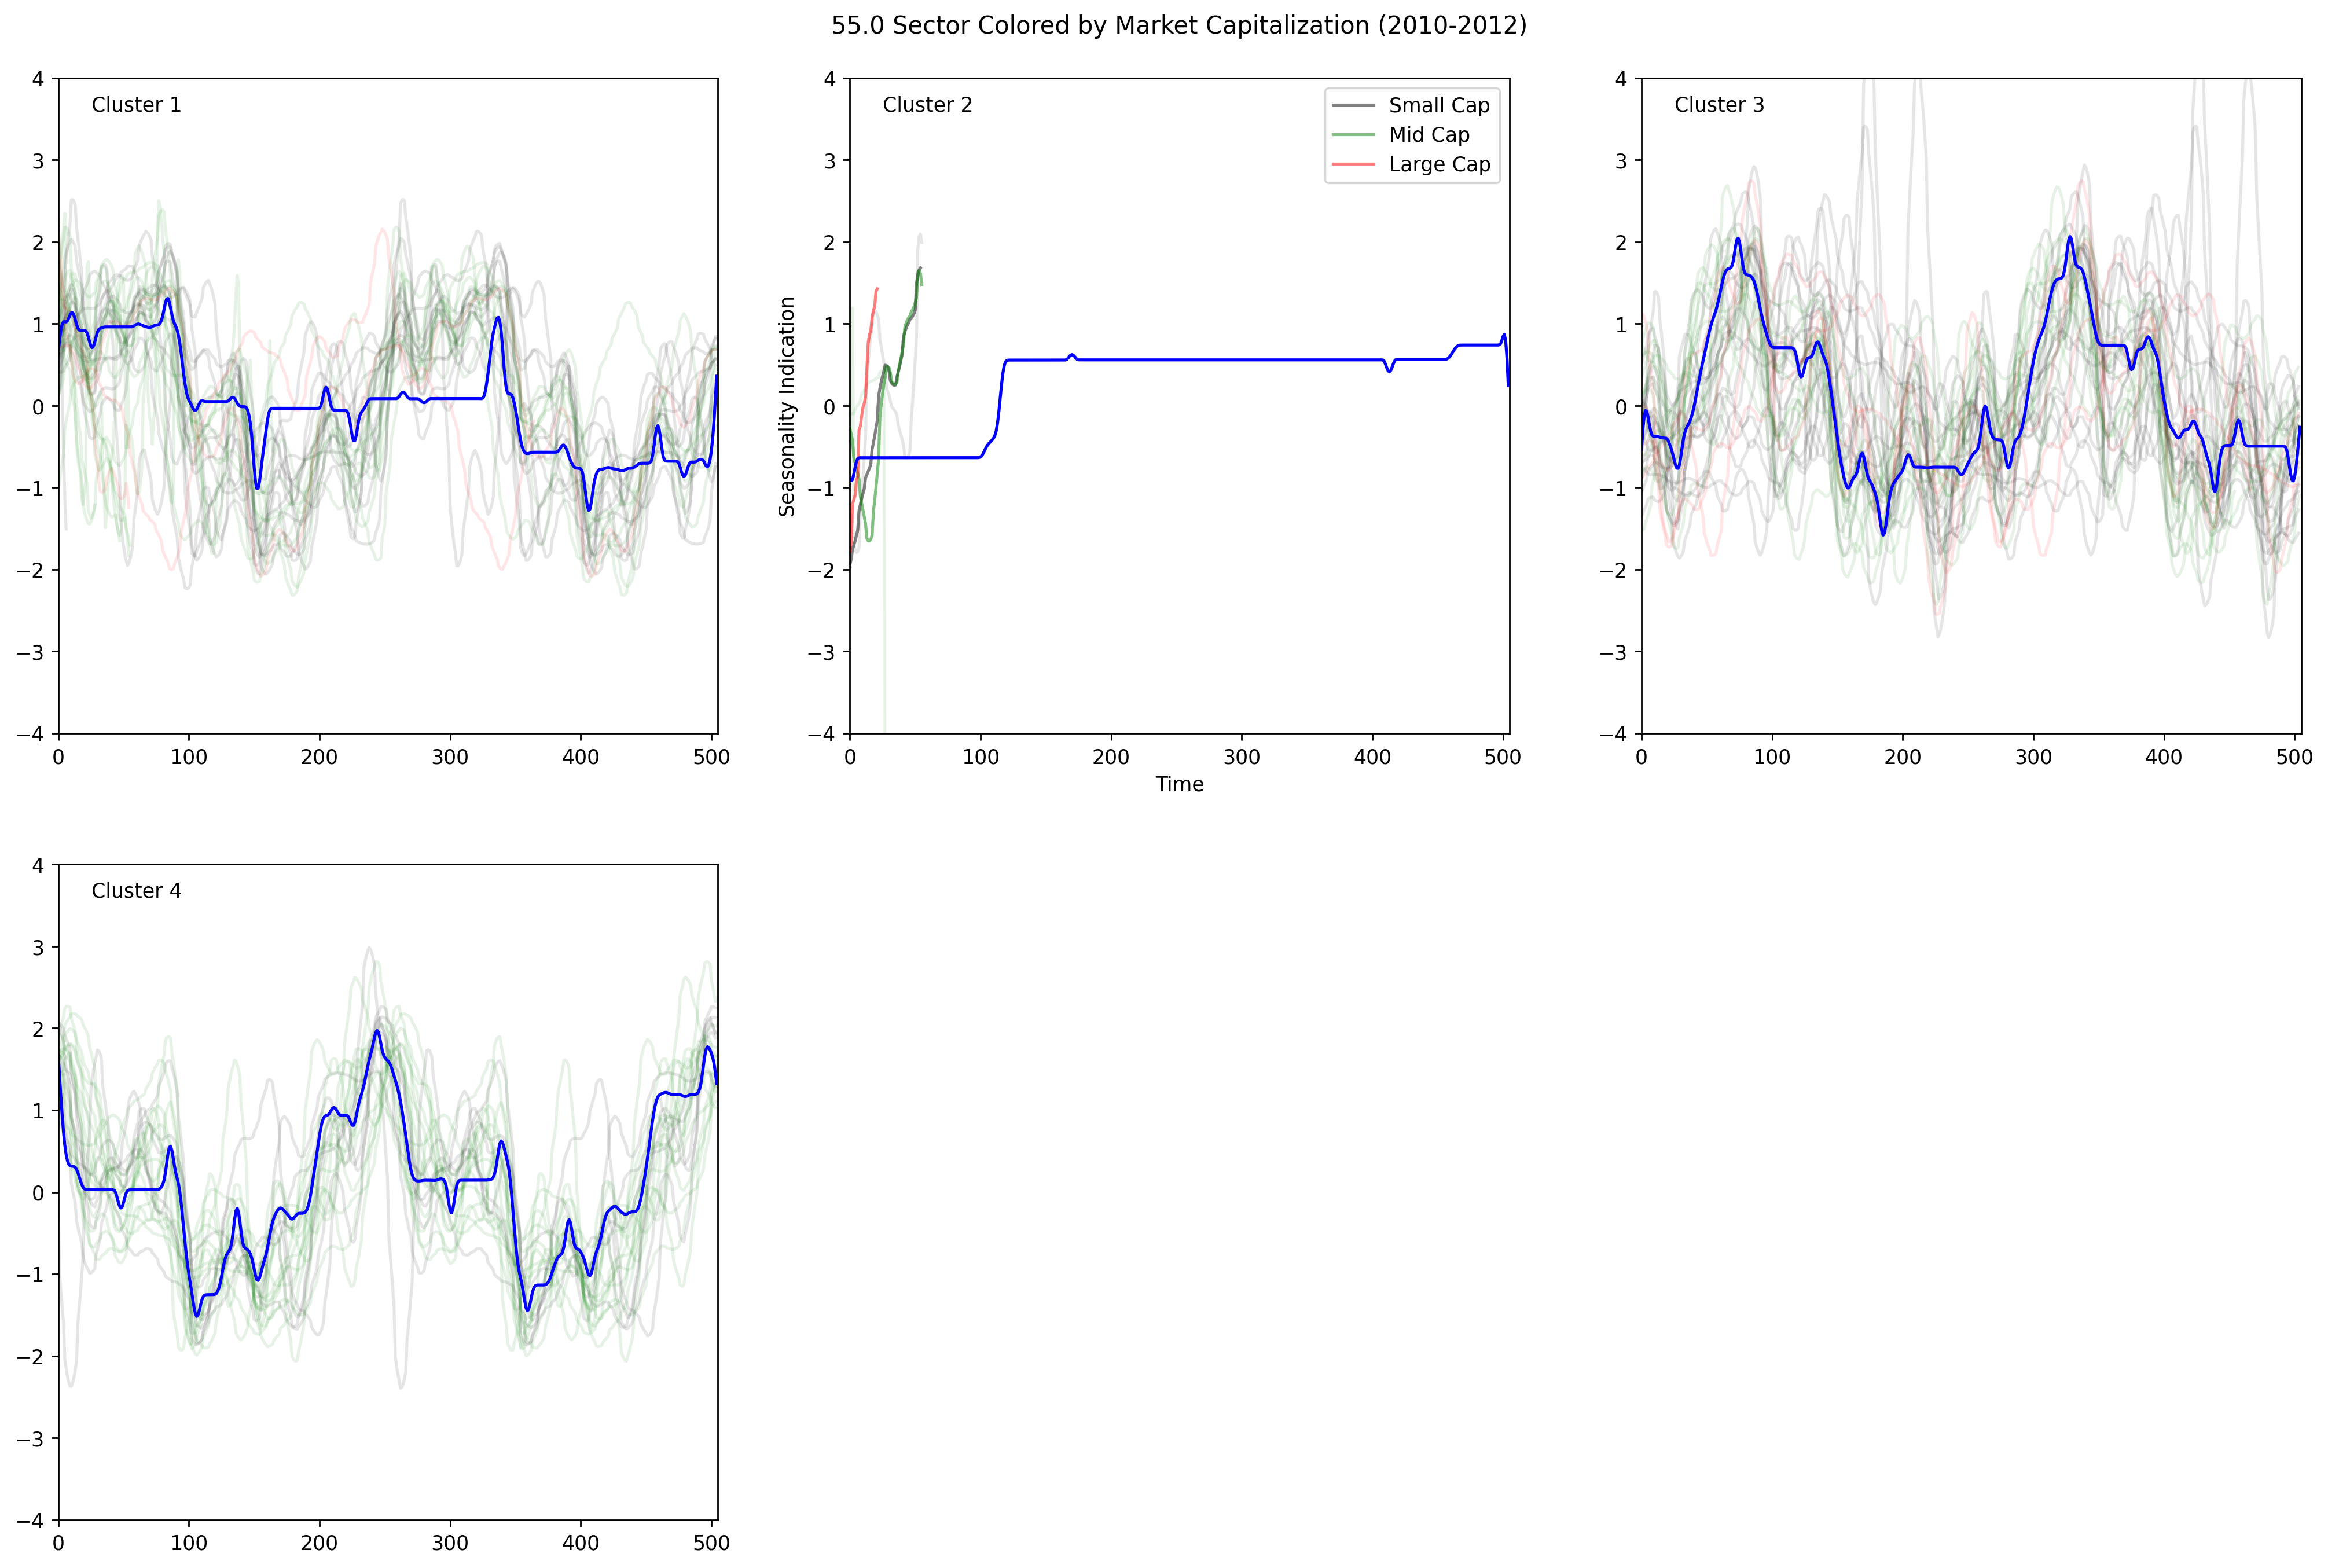 55.0 Sector Colored by Market Capitalization (2010-2012)
Cluster 1
4
3
2
1
0
−1
−2
−3
−4
0 100 200 300 400 500
Cluster 2
Small Cap
Mid Cap
Large Cap
Seasonality Indication
4
3
2
1
0
−1
−2
−3
−4
0 100 200 300 400 500
Time
Cluster 3
4
3
2
1
0
−1
−2
−3
−4
0 100 200 300 400 500
Cluster 4
4
3
2
1
0
−1
−2
−3
−4
0 100 200 300 400 500